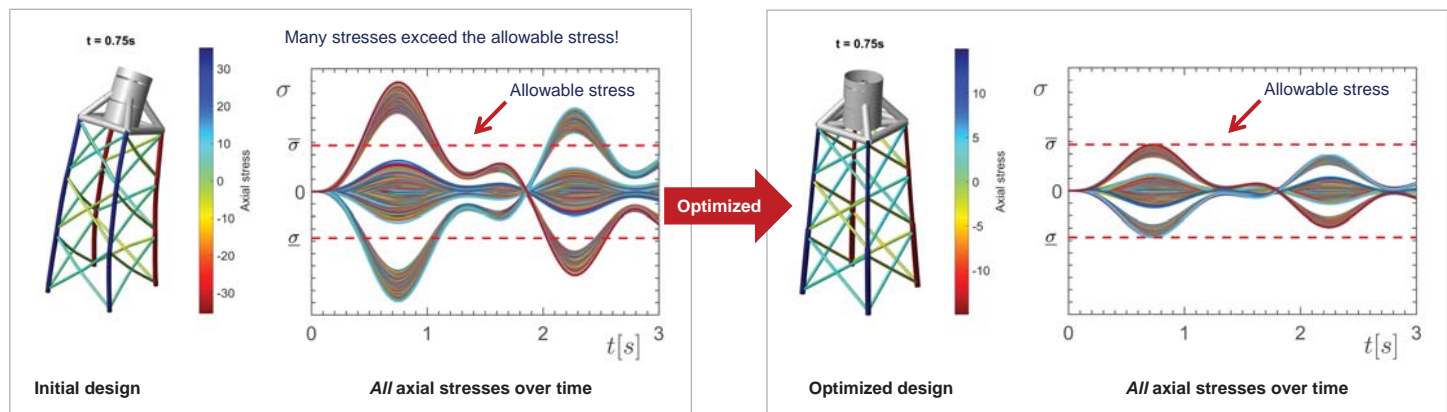 t = 0.75s
Many stresses exceed the allowable stress!
Allowable stress
30
20
10
0
-10
-20
-30
Axial stress
σ
σ̅
0
σ̲
0
1
2
3
t[s]
Initial design
All axial stresses over time
Optimized
t = 0.75s
Allowable stress
10
5
0
-5
-10
Axial stress
σ
σ̅
0
σ̲
0
1
2
3
t[s]
Optimized design
All axial stresses over time